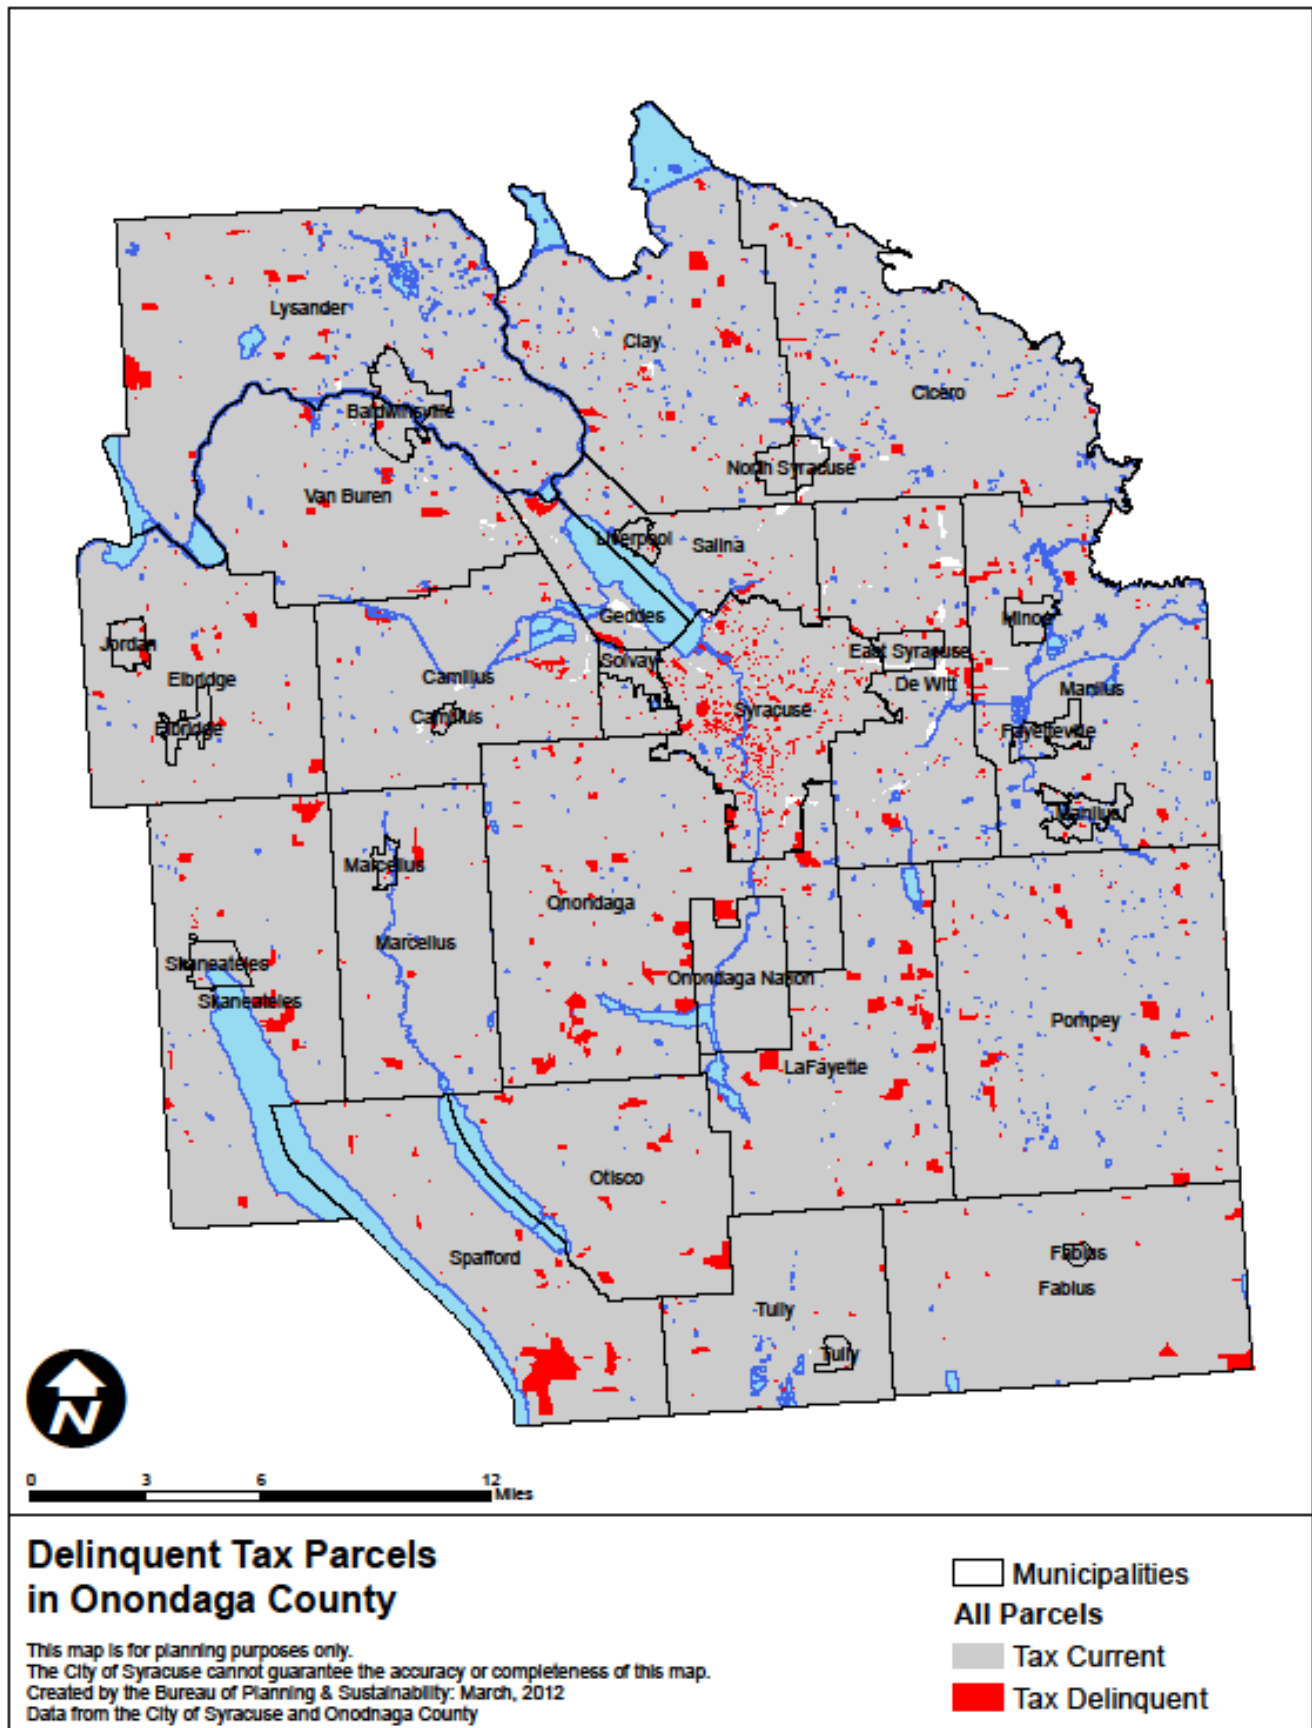 Lysander
Clay
Cicero
Baldwinsville
North Syracuse
Van Buren
Liverpool
Salina
Geddes
Minoa
Jordan
East Syracuse
Solvay
Elbridge
Camillus
De Witt
Manlius
Syracuse
Camillus
Elbridge
Fayetteville
Manlius
Marcellus
Onondaga
Marcellus
Skaneateles
Onondaga Nation
Skaneateles
Pompey
LaFayette
Otisco
Spafford
Fabius
Fabius
Tully
Tully
N
0 3 6 12
Miles
Delinquent Tax Parcels
in Onondaga County
This map is for planning purposes only.
The City of Syracuse cannot guarantee the accuracy or completeness of this map.
Created by the Bureau of Planning & Sustainability: March, 2012
Data from the City of Syracuse and Onodnaga County
Municipalities
All Parcels
Tax Current
Tax Delinquent